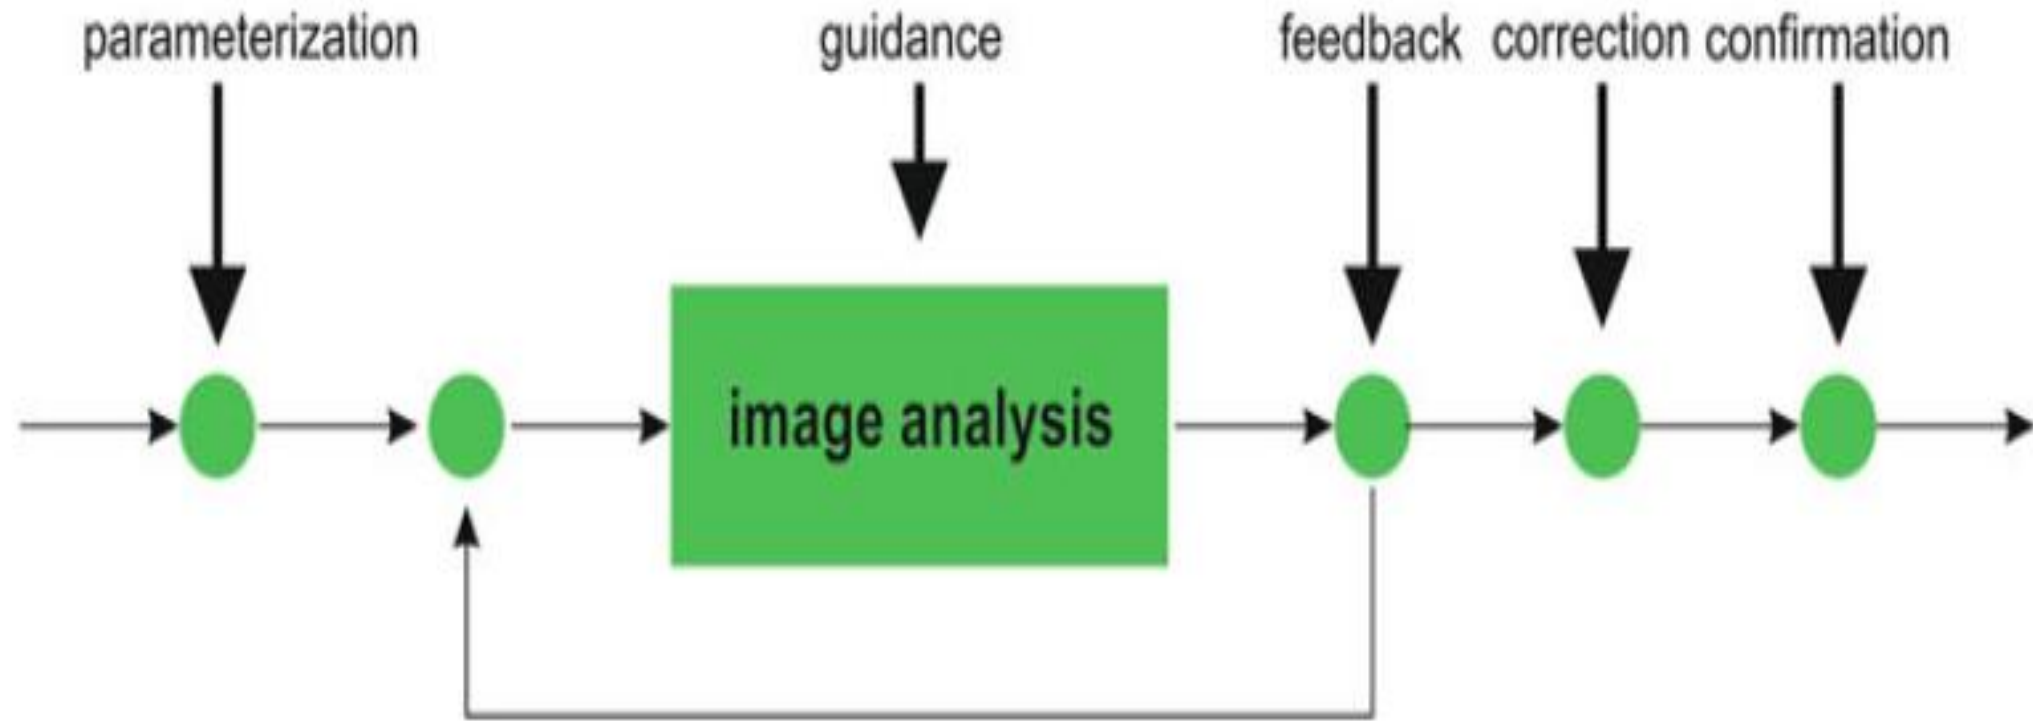 parameterization guidance feedback correction confirmation
image analysis